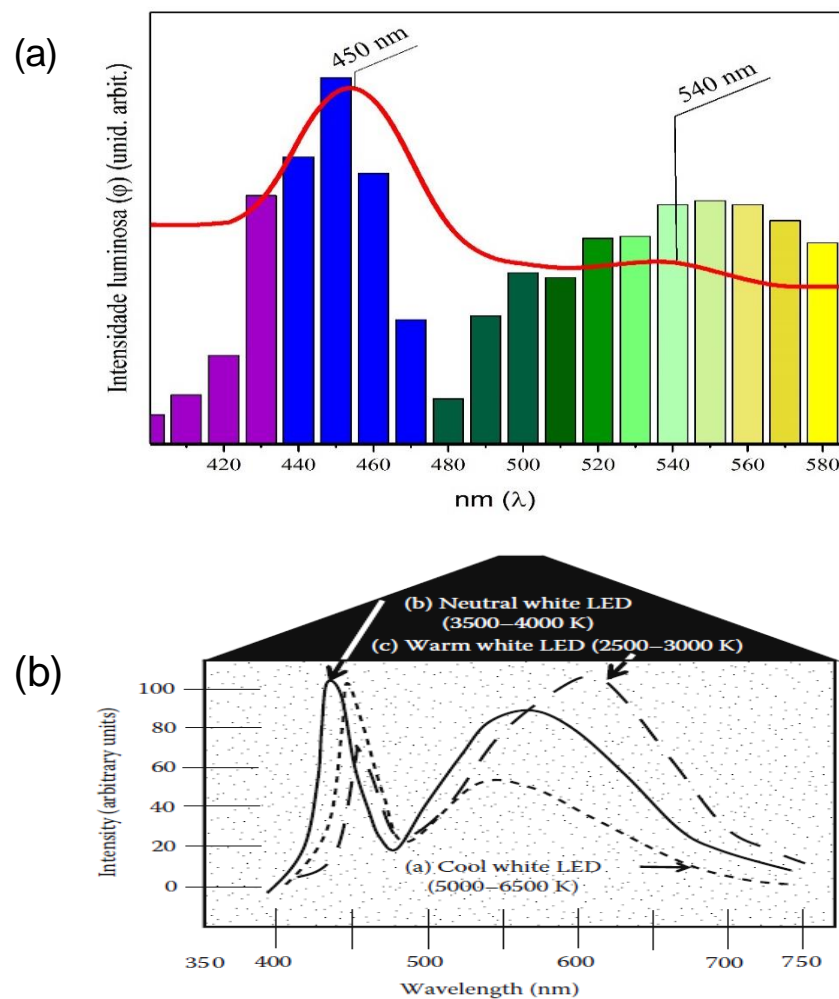 (a)
450 nm
540 nm
Intensidade luminosa (φ) (unid. arbit.)
420 440 460 480 500 520 540 560 580
nm (λ)
(b)
(b) Neutral white LED
(3500–4000 K)
(c) Warm white LED (2500–3000 K)
Intensity (arbitrary units)
100
80
60
40
20
0
(a) Cool white LED
(5000–6500 K)
350 400 500 600 700 750
Wavelength (nm)